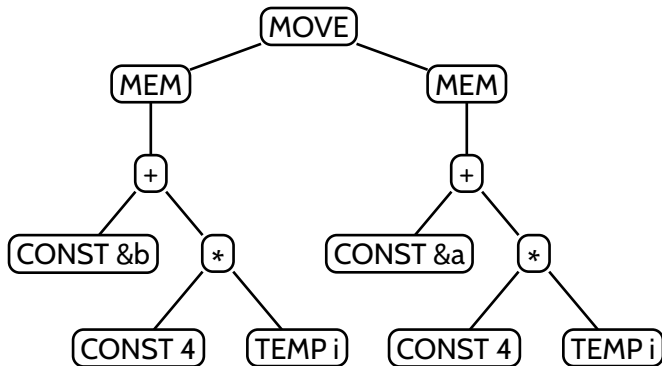 MOVE
MEM MEM
+ +
CONST &b * CONST &a *
CONST 4 TEMP i CONST 4 TEMP i